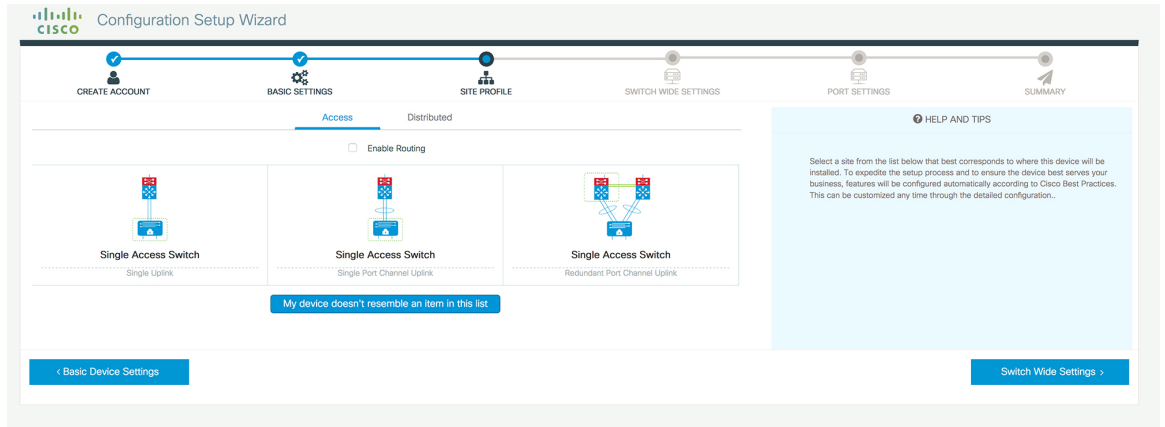 CISCO Configuration Setup Wizard
CREATE ACCOUNT
BASIC SETTINGS
SITE PROFILE
SWITCH WIDE SETTINGS
PORT SETTINGS
SUMMARY
Access
Distributed
Enable Routing
Single Access Switch
Single Uplink
Single Access Switch
Single Port Channel Uplink
Single Access Switch
Redundant Port Channel Uplink
My device doesn't resemble an item in this list
HELP AND TIPS
Select a site from the list below that best corresponds to where this device will be
installed. To expedite the setup process and to ensure the device best serves your
business, features will be configured automatically according to Cisco Best Practices.
This can be customized any time through the detailed configuration..
< Basic Device Settings
Switch Wide Settings >